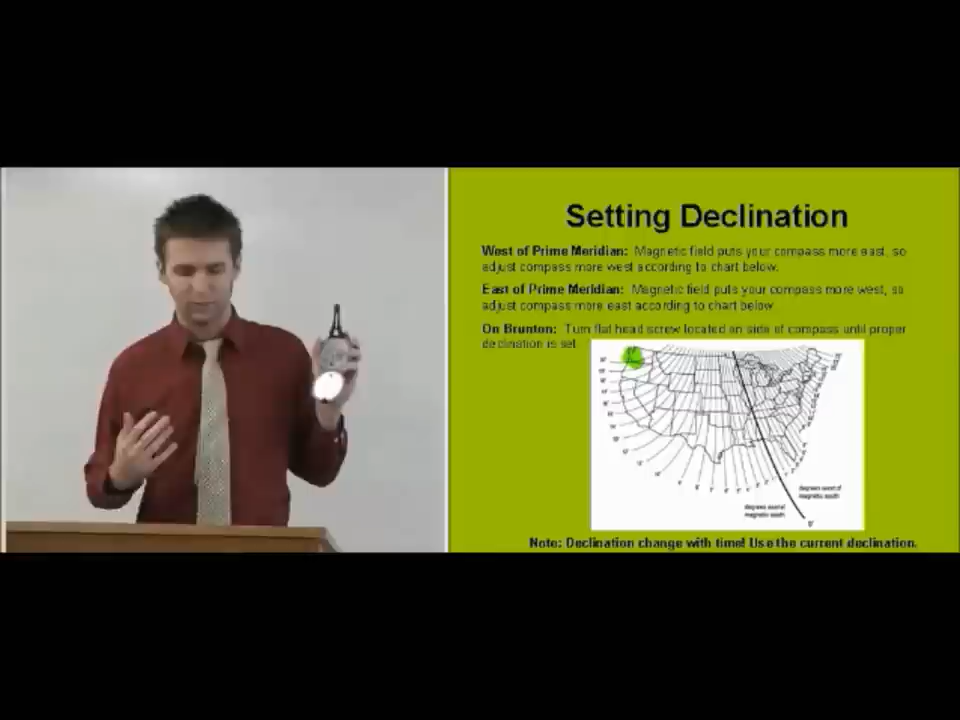 Setting Declination
West of Prime Meridian: Magnetic field puts your compass more east, so
adjust compass more west according to chart below.
East of Prime Meridian: Magnetic field puts your compass more west, so
adjust compass more east according to chart below
On Brunton: Turn flat head screw located on side of compass until proper
declination is set
degrees west of
magnetic south
degrees east of
magnetic south
0°
Note: Declination change with time! Use the current declination.